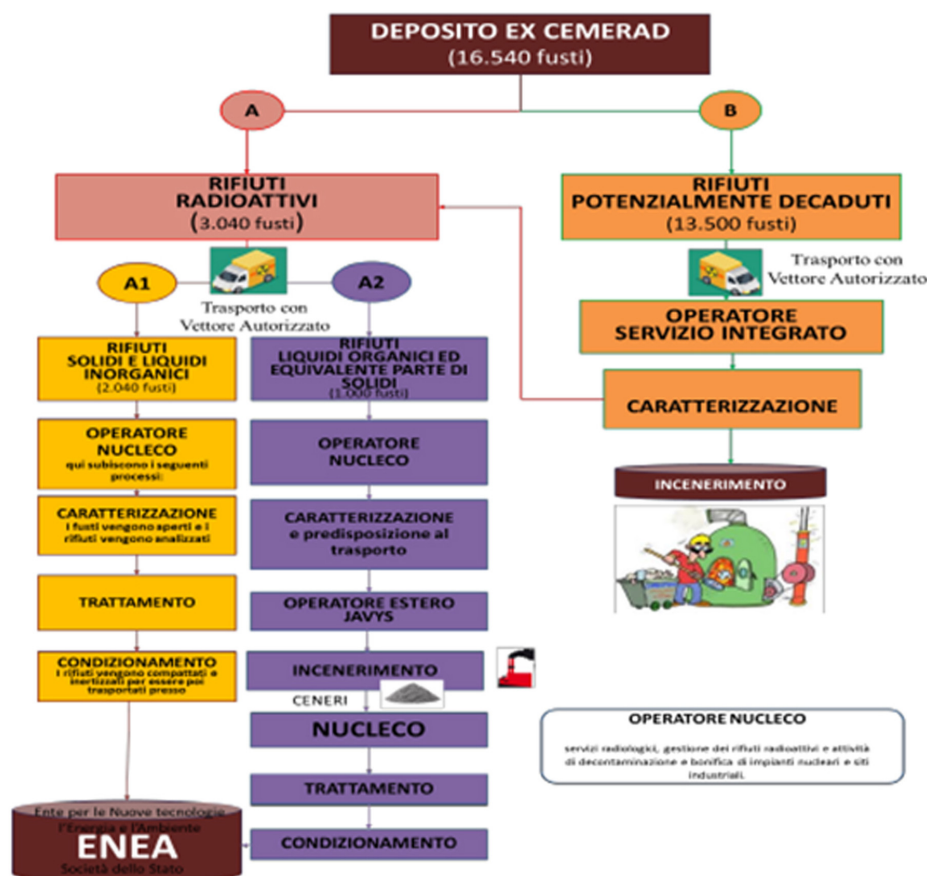 DEPOSITO EX CEMERAD
(16.540 fusti)
A
B
RIFIUTI
RADIOATTIVI
(3.040 fusti)
RIFIUTI
POTENZIALMENTE DECADUTI
(13.500 fusti)
Trasporto con
Vettore Autorizzato
A1
A2
Trasporto con
Vettore Autorizzato
OPERATORE
SERVIZIO INTEGRATO
CARATTERIZZAZIONE
INCENERIMENTO
RIFIUTI
SOLIDI E LIQUIDI
INORGANICI
(2.040 fusti)
OPERATORE
NUCLECO
qui subiscono i seguenti
processi:
CARATTERIZZAZIONE
I fusti vengono aperti e i
rifiuti vengono analizzati
TRATTAMENTO
CONDIZIONAMENTO
I rifiuti vengono compattati e
inertizzati per essere poi
trasportati presso
RIFIUTI
LIQUIDI ORGANICI ED
EQUIVALENTE PARTE DI
SOLIDI
(1.000 fusti)
OPERATORE
NUCLECO
CARATTERIZZAZIONE
e predisposizione al
trasporto
OPERATORE ESTERO
JAVYS
INCENERIMENTO
CENERI
NUCLECO
TRATTAMENTO
CONDIZIONAMENTO
Ente per le Nuove tecnologie
l'Energia e l'Ambiente
ENEA
Società dello Stato
OPERATORE NUCLECO
servizi radiologici, gestione dei rifiuti radioattivi e attività
di decontaminazione e bonifica di impianti nucleari e siti
industriali.